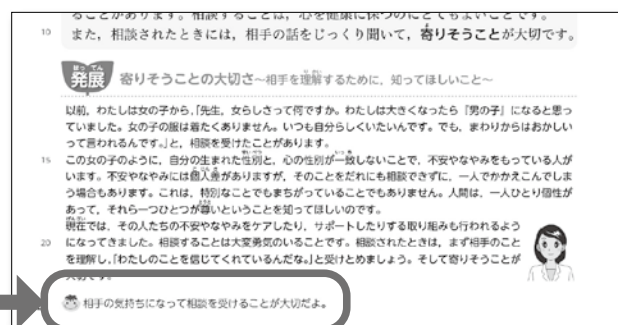 ることがあります。相談することは，心を健康に保つのにとてもよいことです。
10 また，相談されたときには，相手の話をじっくり聞いて，寄りそうことが大切です。
はっ てん
発展 寄りそうことの大切さ～相手を理解するために，知ってほしいこと～
以前，わたしは女の子から，「先生，女らしさって何ですか。わたしは大きくなったら『男の子』になると思っ
ていました。女の子の服は着たくありません。いつも自分らしくいたいんです。でも，まわりからはおかしい
って言われるんです。」と，相談を受けたことがあります。
15 この女の子のように，自分の生まれた性別と，心の性別が一致しないことで，不安やなやみをもっている人が
います。不安やなやみには個人差がありますが，そのことをだれにも相談できずに，一人でかかえこんでしま
う場合もあります。これは，特別なことでもまちがっていることでもありません。人間は，一人ひとり個性が
あって，それら一つひとつが尊いということを知ってほしいのです。
現在では，その人たちの不安やなやみをケアしたり，サポートしたりする取り組みも行われるよう
20 になってきました。相談することは大変勇気のいることです。相談されたときは，まず相手のこと
を理解し，「わたしのことを信じてくれているんだな。」と受けとめましょう。そして寄りそうことが
大切です。
相手の気持ちになって相談を受けることが大切だよ。